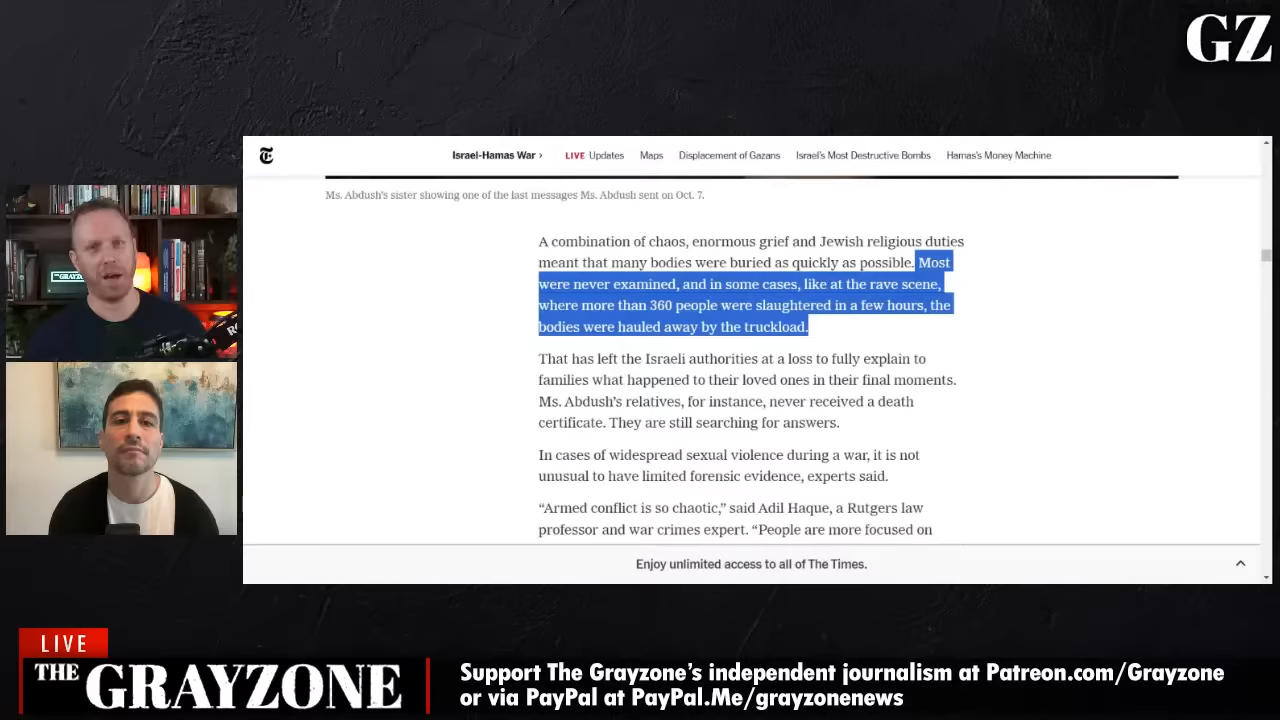 GZ
Israel-Hamas War › LIVE Updates Maps Displacement of Gazans Israel's Most Destructive Bombs Hamas's Money Machine
Ms. Abdush's sister showing one of the last messages Ms. Abdush sent on Oct. 7.
A combination of chaos, enormous grief and Jewish religious duties
meant that many bodies were buried as quickly as possible. Most
were never examined, and in some cases, like at the rave scene,
where more than 360 people were slaughtered in a few hours, the
bodies were hauled away by the truckload.
That has left the Israeli authorities at a loss to fully explain to
families what happened to their loved ones in their final moments.
Ms. Abdush's relatives, for instance, never received a death
certificate. They are still searching for answers.
In cases of widespread sexual violence during a war, it is not
unusual to have limited forensic evidence, experts said.
“Armed conflict is so chaotic,” said Adil Haque, a Rutgers law
professor and war crimes expert. “People are more focused on
Enjoy unlimited access to all of The Times.
LIVE
THE GRAYZONE
Support The Grayzone's independent journalism at Patreon.com/Grayzone
or via PayPal at PayPal.Me/grayzonenews